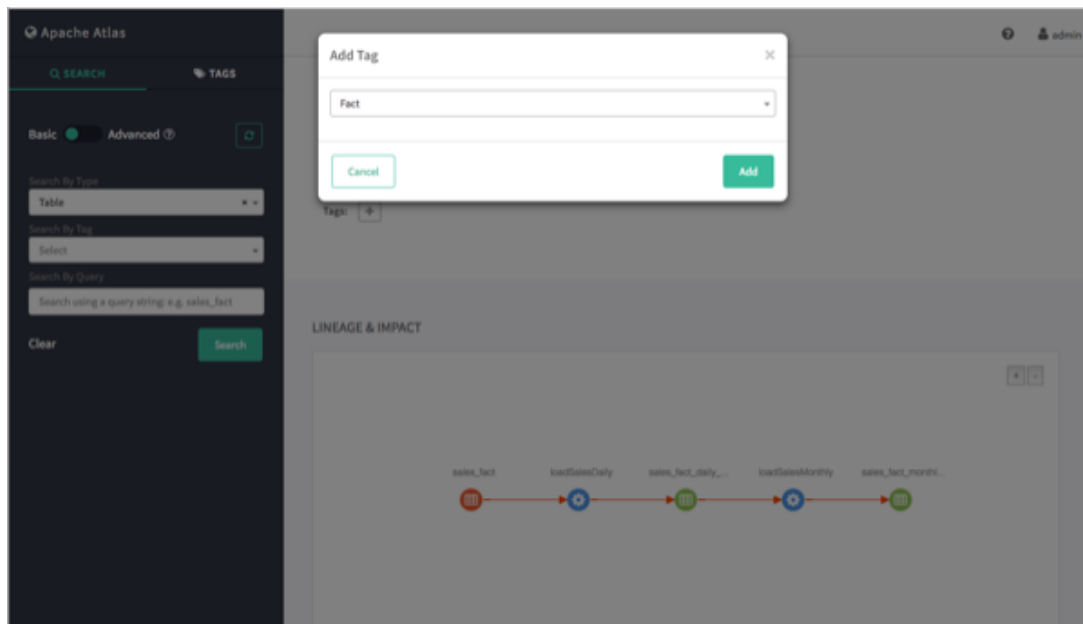 Apache Atlas
SEARCH
TAGS
admin
Add Tag
Fact
Cancel
Add
Basic
Advanced
Search By Type
Table
Search By Tag
Select
Search By Query
Search using a query string: e.g. sales_fact
Clear
Search
Tags:
LINEAGE & IMPACT
sales_fact
loadSalesDaily
sales_fact_daily_...
loadSalesMonthly
sales_fact_monthl...